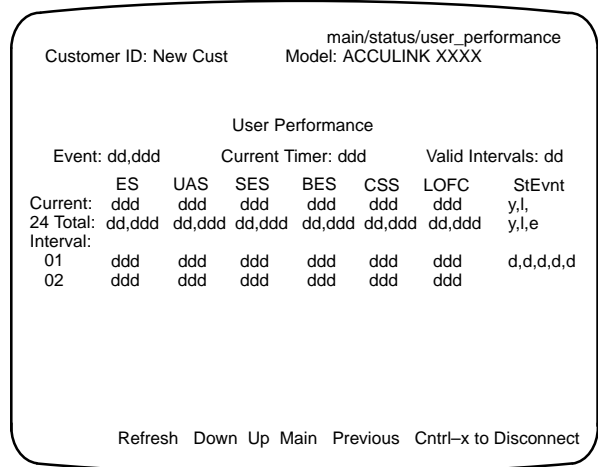 main/status/user_performance
Customer ID: New Cust Model: ACCULINK XXXX
User Performance
Event: dd,ddd Current Timer: ddd Valid Intervals: dd
ES UAS SES BES CSS LOFC StEvnt
Current: ddd ddd ddd ddd ddd ddd y,l,
24 Total: dd,ddd dd,ddd dd,ddd dd,ddd dd,ddd dd,ddd y,l,e
Interval:
01 ddd ddd ddd ddd ddd ddd d,d,d,d,d
02 ddd ddd ddd ddd ddd ddd
Refresh Down Up Main Previous Cntrl–x to Disconnect